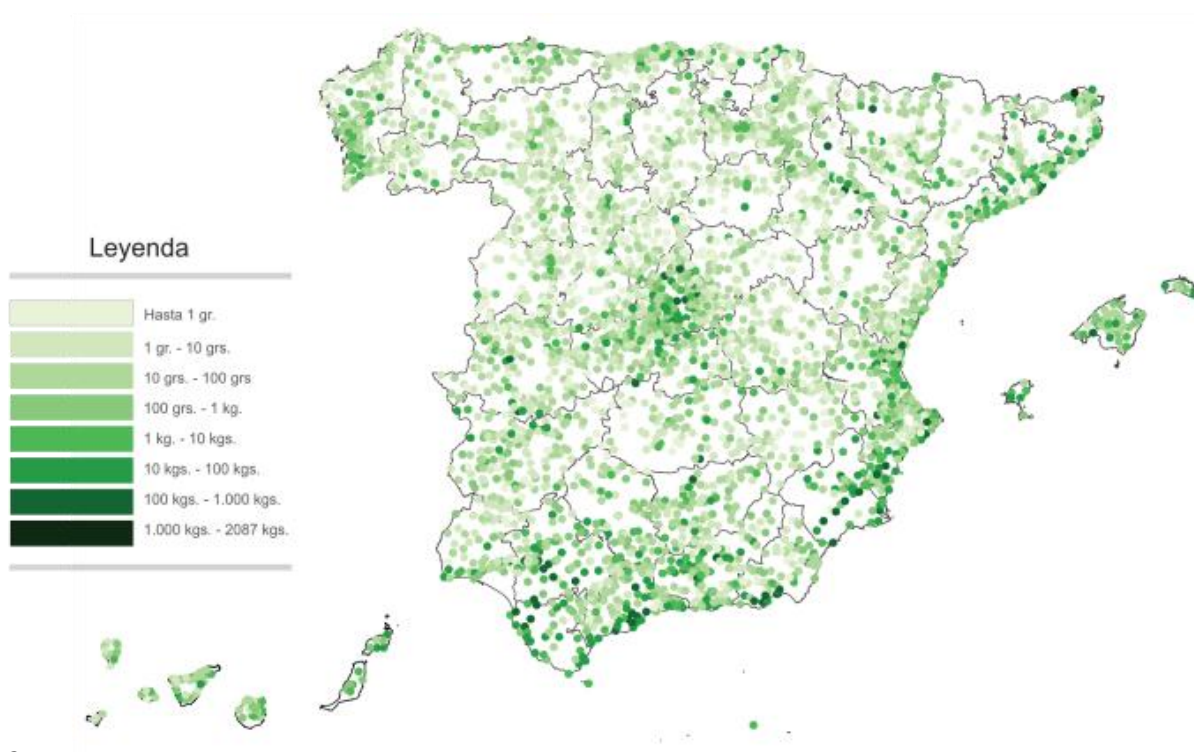 Leyenda
Hasta 1 gr.
1 gr. - 10 grs.
10 grs. - 100 grs
100 grs. - 1 kg.
1 kg. - 10 kgs.
10 kgs. - 100 kgs.
100 kgs. - 1.000 kgs.
1.000 kgs. - 2087 kgs.